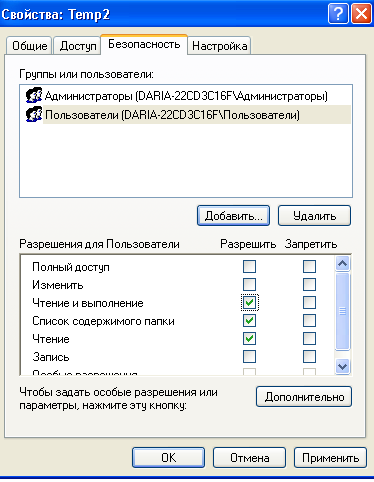 Свойства: Temp2
Общие Доступ Безопасность Настройка
Группы или пользователи:
Администраторы (DARIA-22CD3C16F\Администраторы)
Пользователи (DARIA-22CD3C16F\Пользователи)
Добавить... Удалить
Разрешения для Пользователи Разрешить Запретить
Полный доступ
Изменить
Чтение и выполнение
Список содержимого папки
Чтение
Запись
Особые разрешения
Чтобы задать особые разрешения или
параметры, нажмите эту кнопку:
Дополнительно
OK Отмена Применить